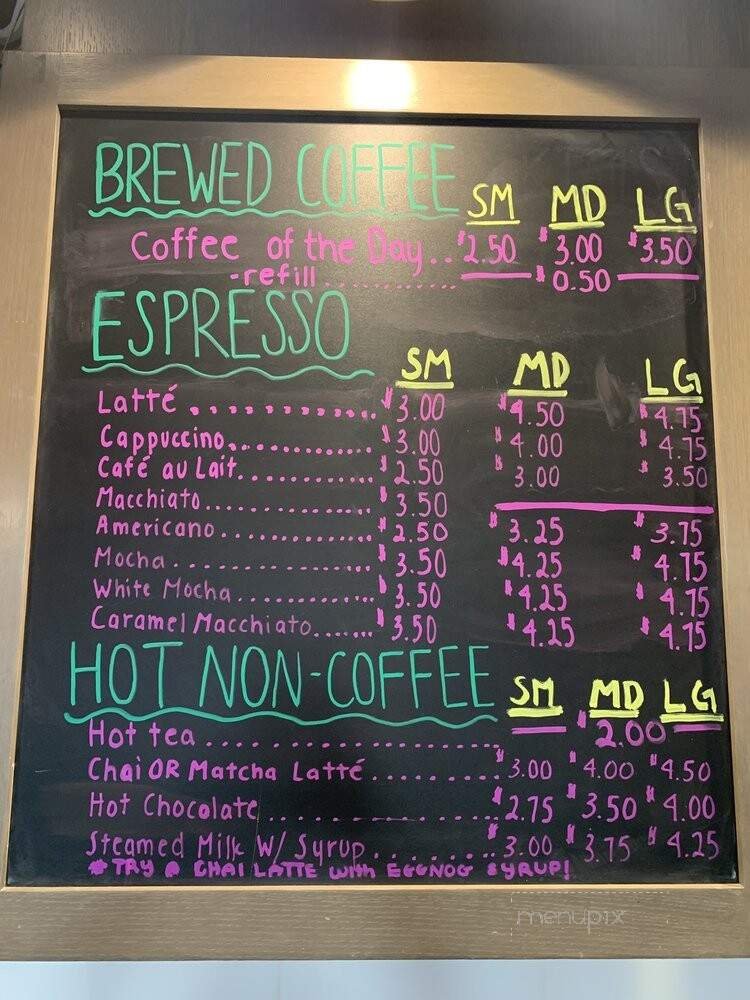 BREWED COFFEE SM MD LG
Coffee of the Day.. $2.50 $3.00 $3.50
-refill ............ $0.50
ESPRESSO
SM MD LG
Latté ............ $3.00 $4.50 $4.75
Cappuccino............ $3.00 $4.00 $4.75
Café au Lait............ $2.50 $3.00 $3.50
Macchiato............ $3.50
Americano............ $2.50 $3.25 $3.75
Mocha............ $3.50 $4.25 $4.75
White Mocha............ $3.50 $4.25 $4.75
Caramel Macchiato...... $3.50 $4.25 $4.75
HOT NON-COFFEE SM MD LG
Hot tea ............ $2.00
Chai OR Matcha Latté............ $3.00 $4.00 $4.50
Hot Chocolate............ $2.75 $3.50 $4.00
Steamed Milk W/ Syrup......... $3.00 $3.75 $4.25
*TRY A CHAI LATTE with EGGNOG SYRUP!
menupix